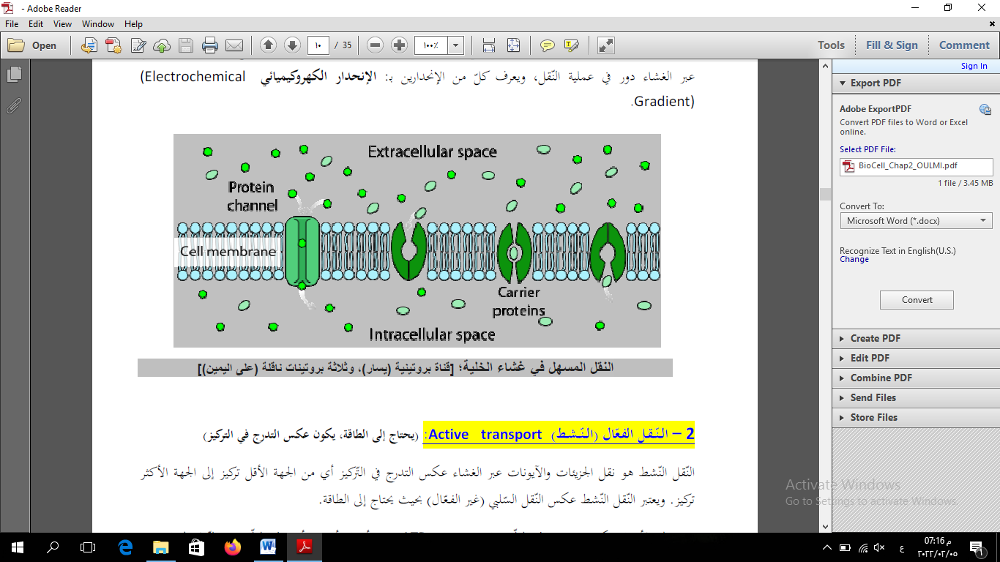 - Adobe Reader
File Edit View Window Help
Open ١٠ / 35 ١٠٠٪ Tools Fill & Sign Comment
عبر الغشاء دور في عملية النّقل، ويعرف كلّ من الإنحدارين بـ: الإنحدار الكهروكيميائي (Electrochemical
Gradient).
Extracellular space
Protein
channel
Cell membrane
Carrier
proteins
Intracellular space
النقل المسهل في غشاء الخلية؛ [قناة بروتينية (يسار)، وثلاثة بروتينات ناقلة (على اليمين)]
2 – النّـقـل الفعّال (النّـشـط) Active transport: (يحتاج إلى الطاقة، يكون عكس التدرج في التركيز)
النّقل النّشط هو نقل الجزيئات والآيونات عبر الغشاء عكس التدرج في التّركيز أي من الجهة الأقل تركيز إلى الجهة الأكثر
تركيز. ويعتبر النّقل النّشط عكس النّقل السّلبي (غير الفـعّال) بحيث يحتاج إلى الطاقة.
Sign In
Export PDF
Adobe ExportPDF
Convert PDF files to Word or Excel
online.
Select PDF File:
BioCell_Chap2_OULMI.pdf
1 file / 3.45 MB
Convert To:
Microsoft Word (*.docx)
Recognize Text in English(U.S.)
Change
Convert
Create PDF
Edit PDF
Combine PDF
Send Files
Store Files
Activate Windows
Go to Settings to activate Windows.
ع
07:16 م
٢٠٢٢/٠٢/٠٥
1